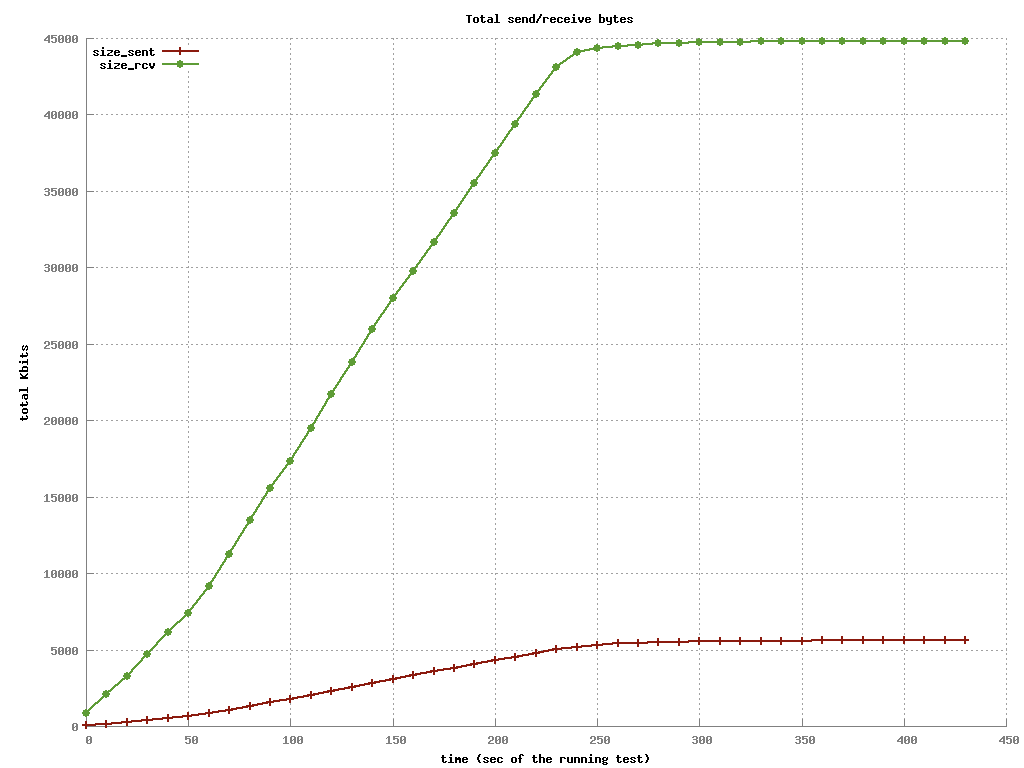 Total send/receive bytes
size_sent
size_rcv
45000
40000
35000
30000
25000
20000
15000
10000
5000
0
total Kbits
0 50 100 150 200 250 300 350 400 450
time (sec of the running test)